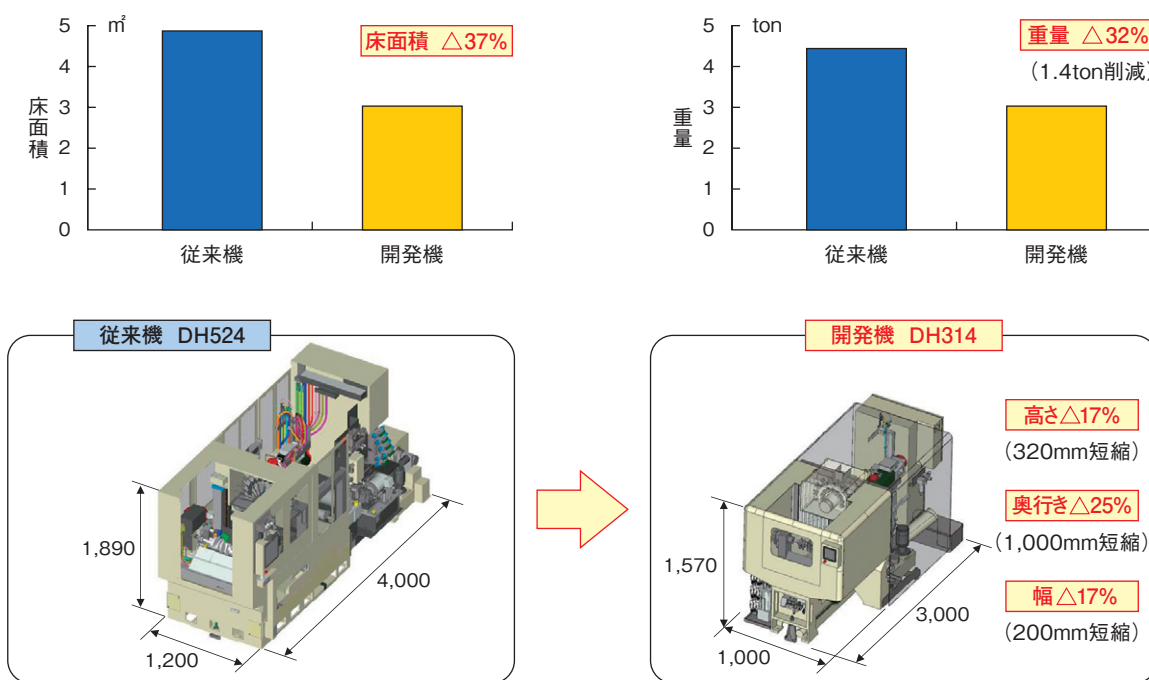 ㎡
床面積 △37%
5
4
3
2
1
0
床面積
従来機
開発機
ton
重量 △32%
(1.4ton削減)
5
4
3
2
1
0
重量
従来機
開発機
従来機 DH524
1,890
1,200
4,000
開発機 DH314
1,570
1,000
3,000
高さ△17%
(320mm短縮)
奥行き△25%
(1,000mm短縮)
幅△17%
(200mm短縮)